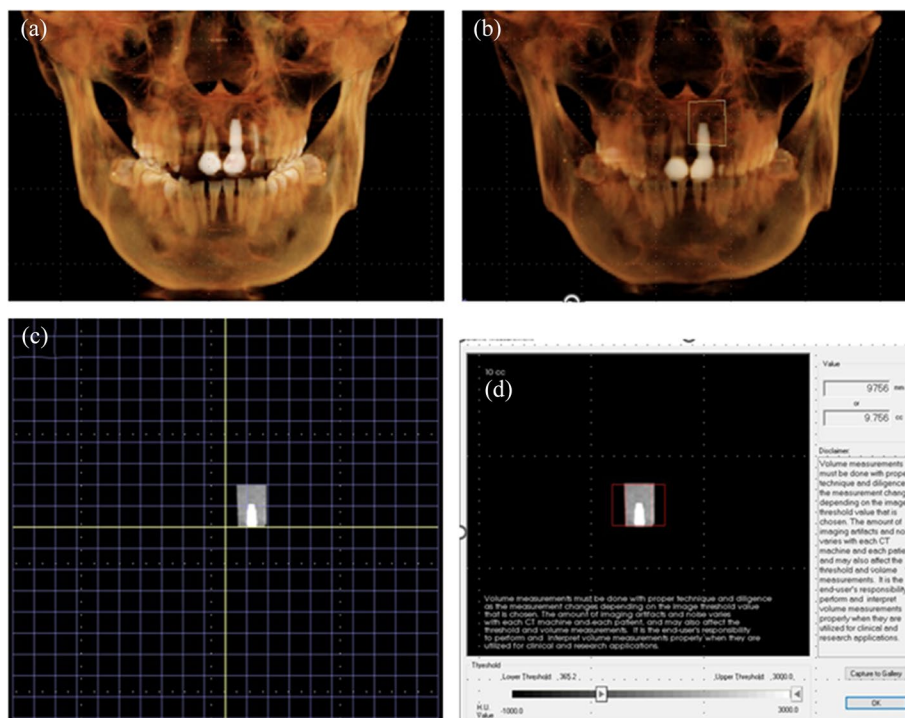 (a)
(b)
(c)
(d)
10 cc
Volume measurements must be done with proper technique and diligence
as the measurement changes depending on the image threshold value
that is chosen. The amount of imaging artifacts and noise varies
with each CT machine and each patient, and may also affect the
threshold and volume measurements. It is the end-user's responsibility
to perform and interpret volume measurements properly when they are
utilized for clinical and research applications.
Value
9756
or
9.756 cc
Disclaimer:
Volume measurements
must be done with prope
technique and diligence
the measurement chang
depending on the image
threshold value that is
chosen. The amount of
imaging artifacts and no
varies with each CT
machine and each patie
and may also affect the
threshold and volume
measurements. It is the
end-user's responsibility
perform and interpret
volume measurements
properly when they are
utilized for clinical and
research applications.
Threshold
Lower Threshold 365.2 Upper Threshold 3000.0
H.U.
Value -1000.0 3000.0
Capture to Gallery
OK